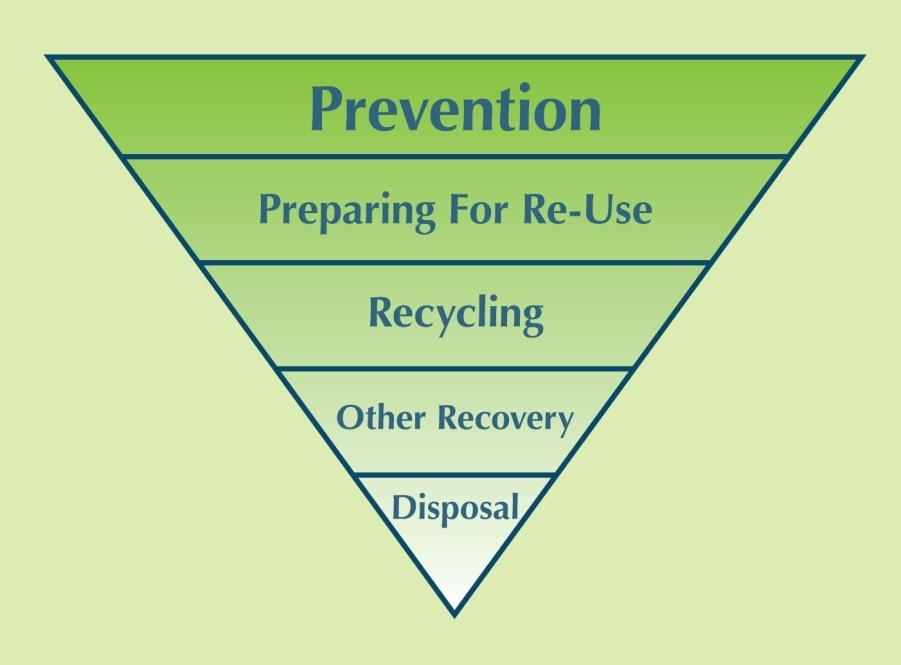 Prevention
Preparing For Re-Use
Recycling
Other Recovery
Disposal